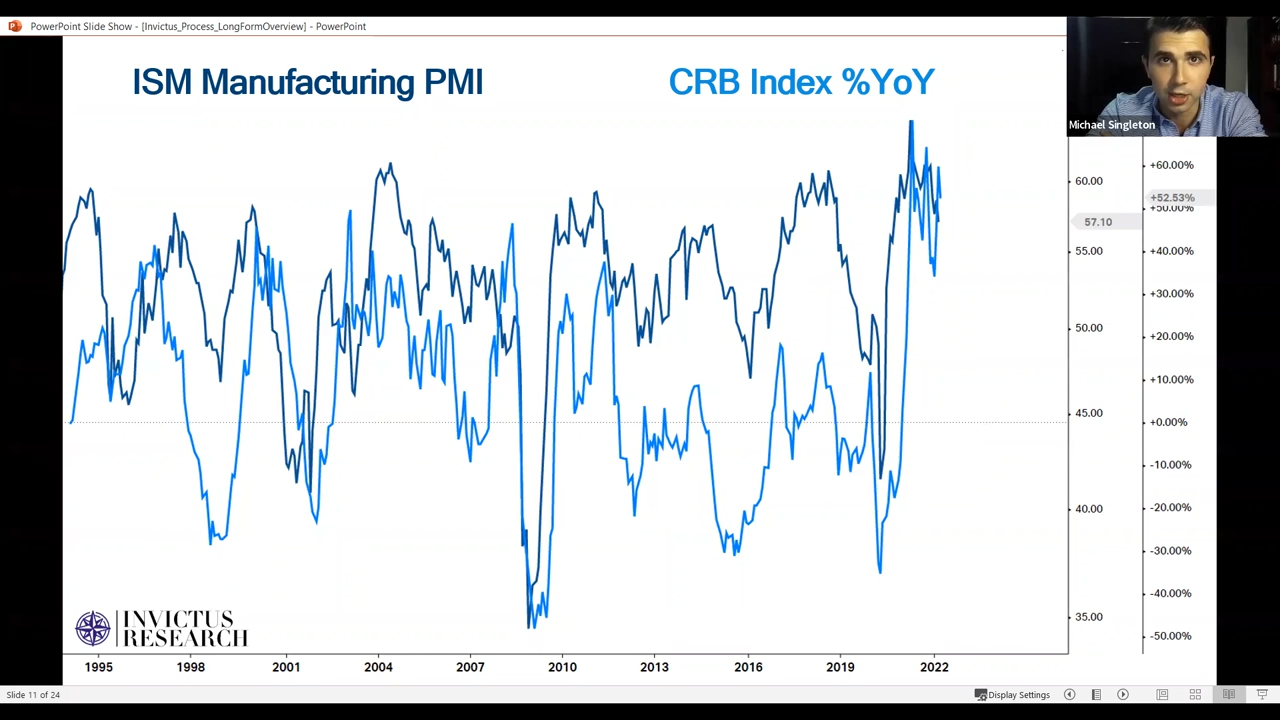 PowerPoint Slide Show - [Invictus_Process_LongFormOverview] - PowerPoint
ISM Manufacturing PMI
CRB Index %YoY
Michael Singleton
60.00
57.10
55.00
50.00
45.00
40.00
35.00
+60.00%
+52.53%
+50.00%
+40.00%
+30.00%
+20.00%
+10.00%
+0.00%
-10.00%
-20.00%
-30.00%
-40.00%
-50.00%
INVICTUS
RESEARCH
1995 1998 2001 2004 2007 2010 2013 2016 2019 2022
Slide 11 of 24
Display Settings